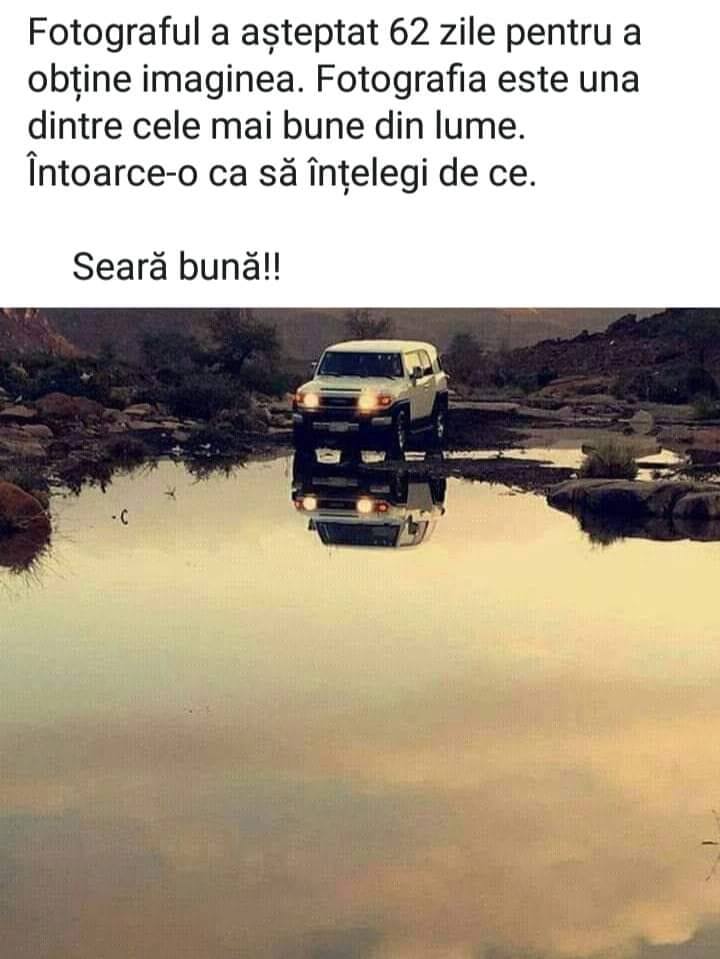 Fotograful a așteptat 62 zile pentru a
obține imaginea. Fotografia este una
dintre cele mai bune din lume.
Întoarce-o ca să înțelegi de ce.
Seară bună!!